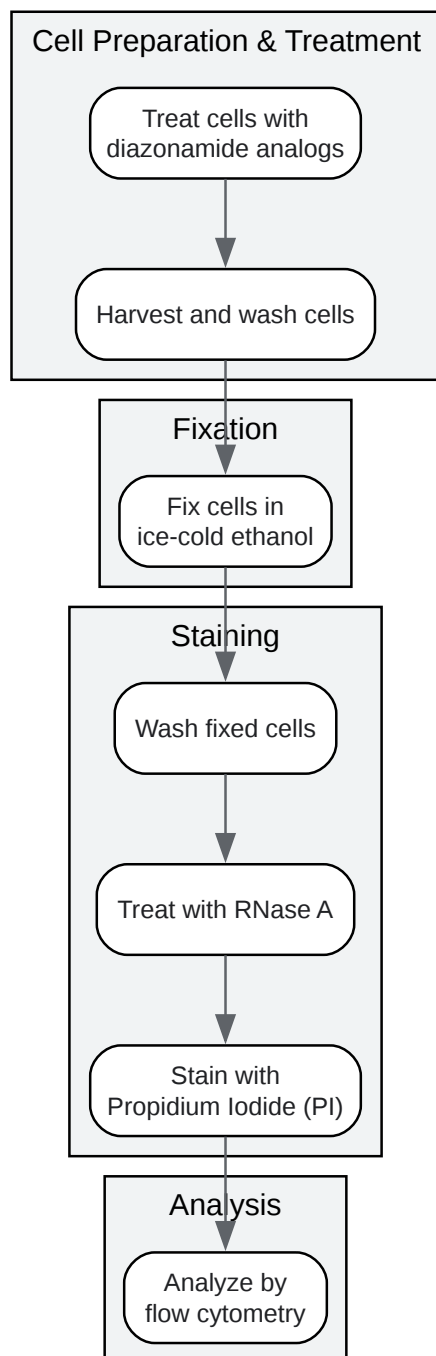 Cell Preparation & Treatment
Treat cells with
diazonamide analogs
Harvest and wash cells
Fixation
Fix cells in
ice-cold ethanol
Staining
Wash fixed cells
Treat with RNase A
Stain with
Propidium Iodide (PI)
Analysis
Analyze by
flow cytometry